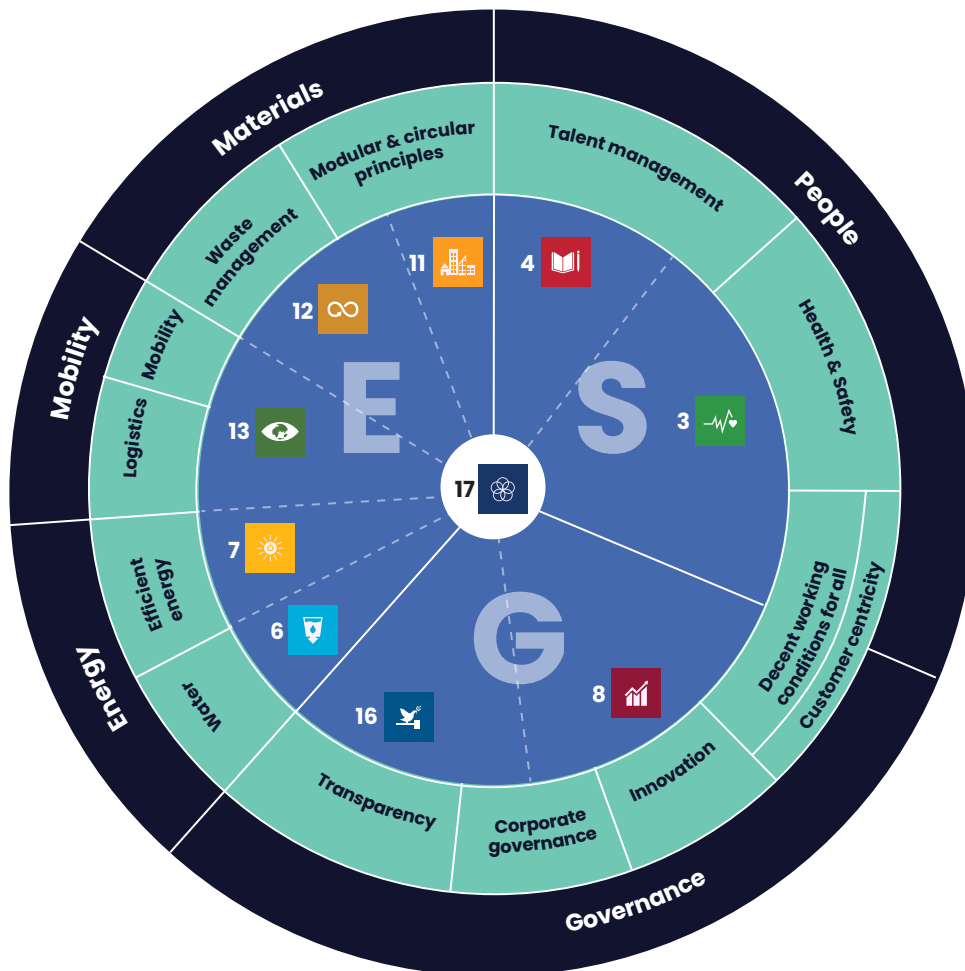 Materials
People
Mobility
Energy
Governance
Modular & circular
principles
Talent management
Waste
management
Health & Safety
Mobility
Logistics
Efficient
energy
Water
Transparency
Corporate
governance
Innovation
Decent working
conditions for all
Customer centricity
11
4
12
E
S
3
13
17
7
6
G
16
8